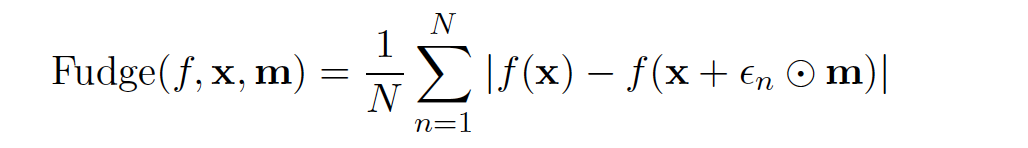 Fudge(f, x, m) = \frac{1}{N} \sum_{n=1}^{N} |f(x) − f(x + ϵ_n ⊙ m)|